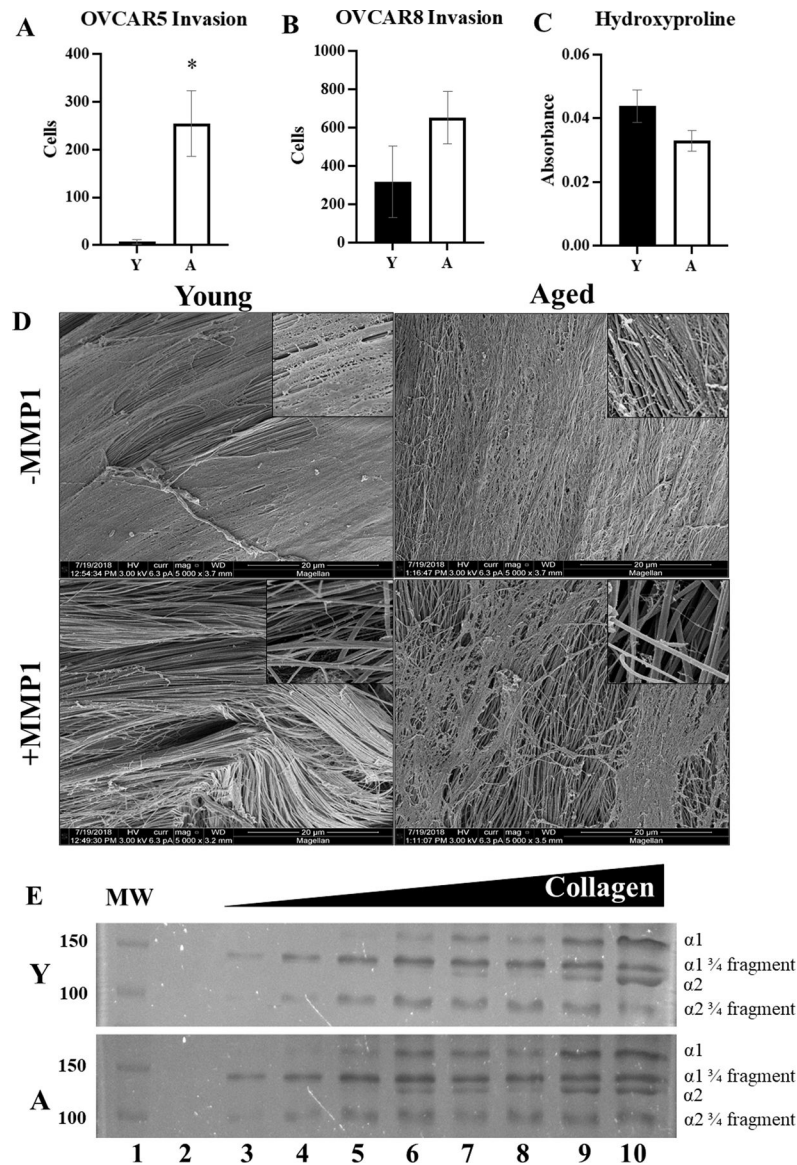 A OVCAR5 Invasion
400
300
200
100
0
Cells
*
Y A
B OVCAR8 Invasion
1000
800
600
400
200
0
Cells
Y A
C Hydroxyproline
0.06
0.04
0.02
0.00
Absorbance
Y A
D
Young Aged
-MMP1
7/19/2018 HV curr mag WD 20 µm
12:54:34 PM 3.00 kV 6.3 pA 5 000 x 3.7 mm Magellan
7/19/2018 HV curr mag WD 20 µm
1:16:47 PM 3.00 kV 6.3 pA 5 000 x 3.7 mm Magellan
+MMP1
7/19/2018 HV curr mag WD 20 µm
12:49:30 PM 3.00 kV 6.3 pA 5 000 x 3.2 mm Magellan
7/19/2018 HV curr mag WD 20 µm
1:11:07 PM 3.00 kV 6.3 pA 5 000 x 3.5 mm Magellan
E MW Collagen
Y
150
100
α1
α1 ¾ fragment
α2
α2 ¾ fragment
A
150
100
α1
α1 ¾ fragment
α2
α2 ¾ fragment
1 2 3 4 5 6 7 8 9 10